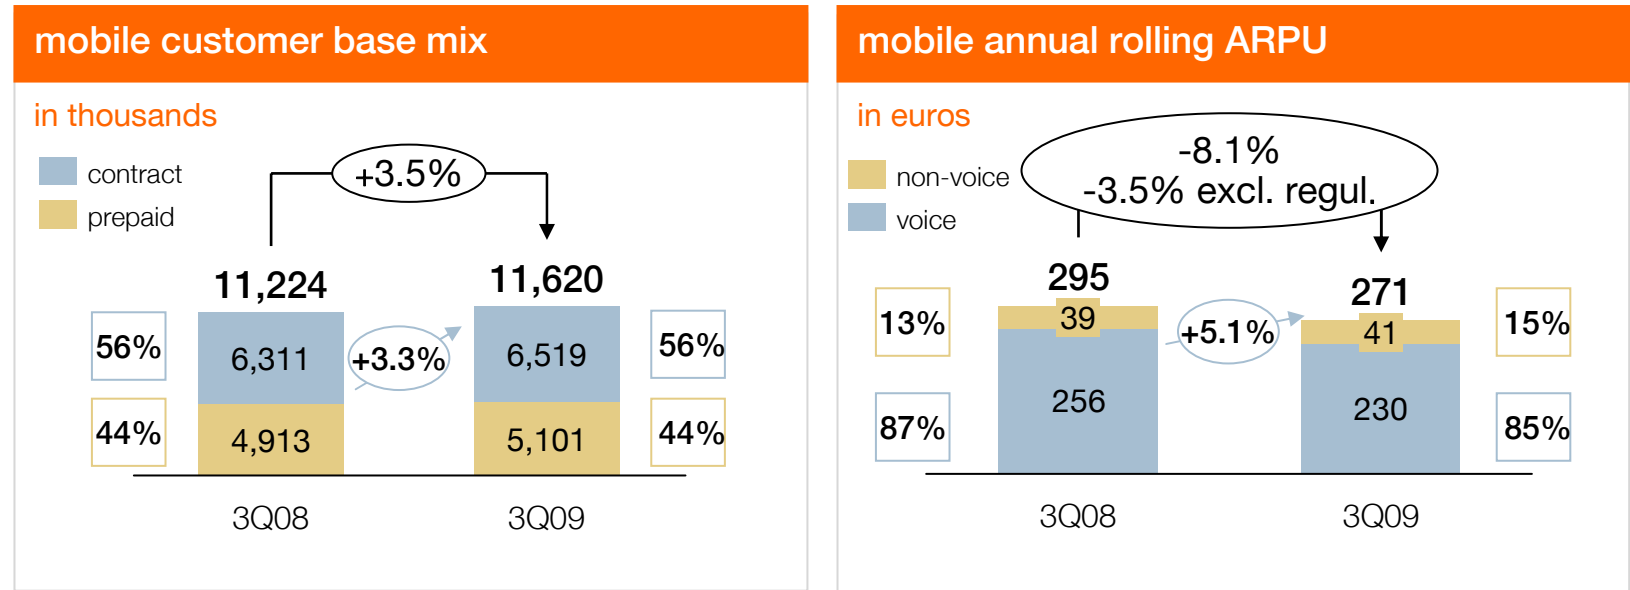 mobile customer base mix
in thousands
contract
prepaid
+3.5%
11,224
11,620
56%
6,311
+3.3%
6,519
56%
44%
4,913
5,101
44%
3Q08
3Q09
mobile annual rolling ARPU
in euros
-8.1%
-3.5% excl. regul.
non-voice
voice
295
271
13%
39
+5.1%
41
15%
87%
256
230
85%
3Q08
3Q09